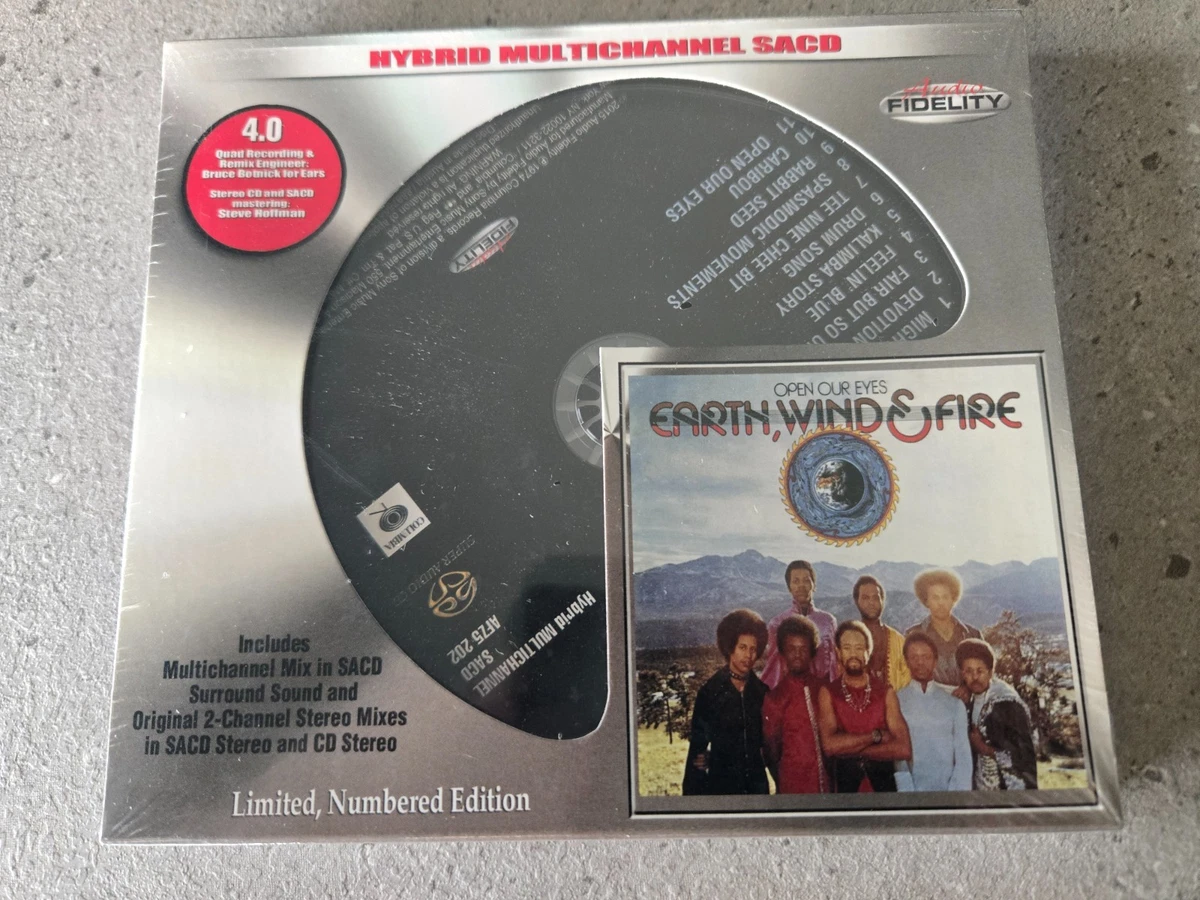 HYBRID MULTICHANNEL SACD
Audio
FIDELITY
4.0
Quad Recording &
Remix Engineer:
Bruce Botnick for Ears
Stereo CD and SACD
mastering:
Steve Hoffman
FIDELITY
1
2 DEVOTION
3 FAIR BUT SO
4 FEELIN' BLUE
5 KALIMBA STORY
6 DRUM SONG
7 TEE NINE CHEE BIT
8 SPASMODIC MOVEMENTS
9 RABBIT SEED
10 CARIBOU
11 OPEN OUR EYES
COLUMBIA
SUPER AUDIO CD
Hybrid MULTICHANNEL
SACD
AFZ5 202
OPEN OUR EYES
EARTH, WIND & FIRE
Includes
Multichannel Mix in SACD
Surround Sound and
Original 2-Channel Stereo Mixes
in SACD Stereo and CD Stereo
Limited, Numbered Edition